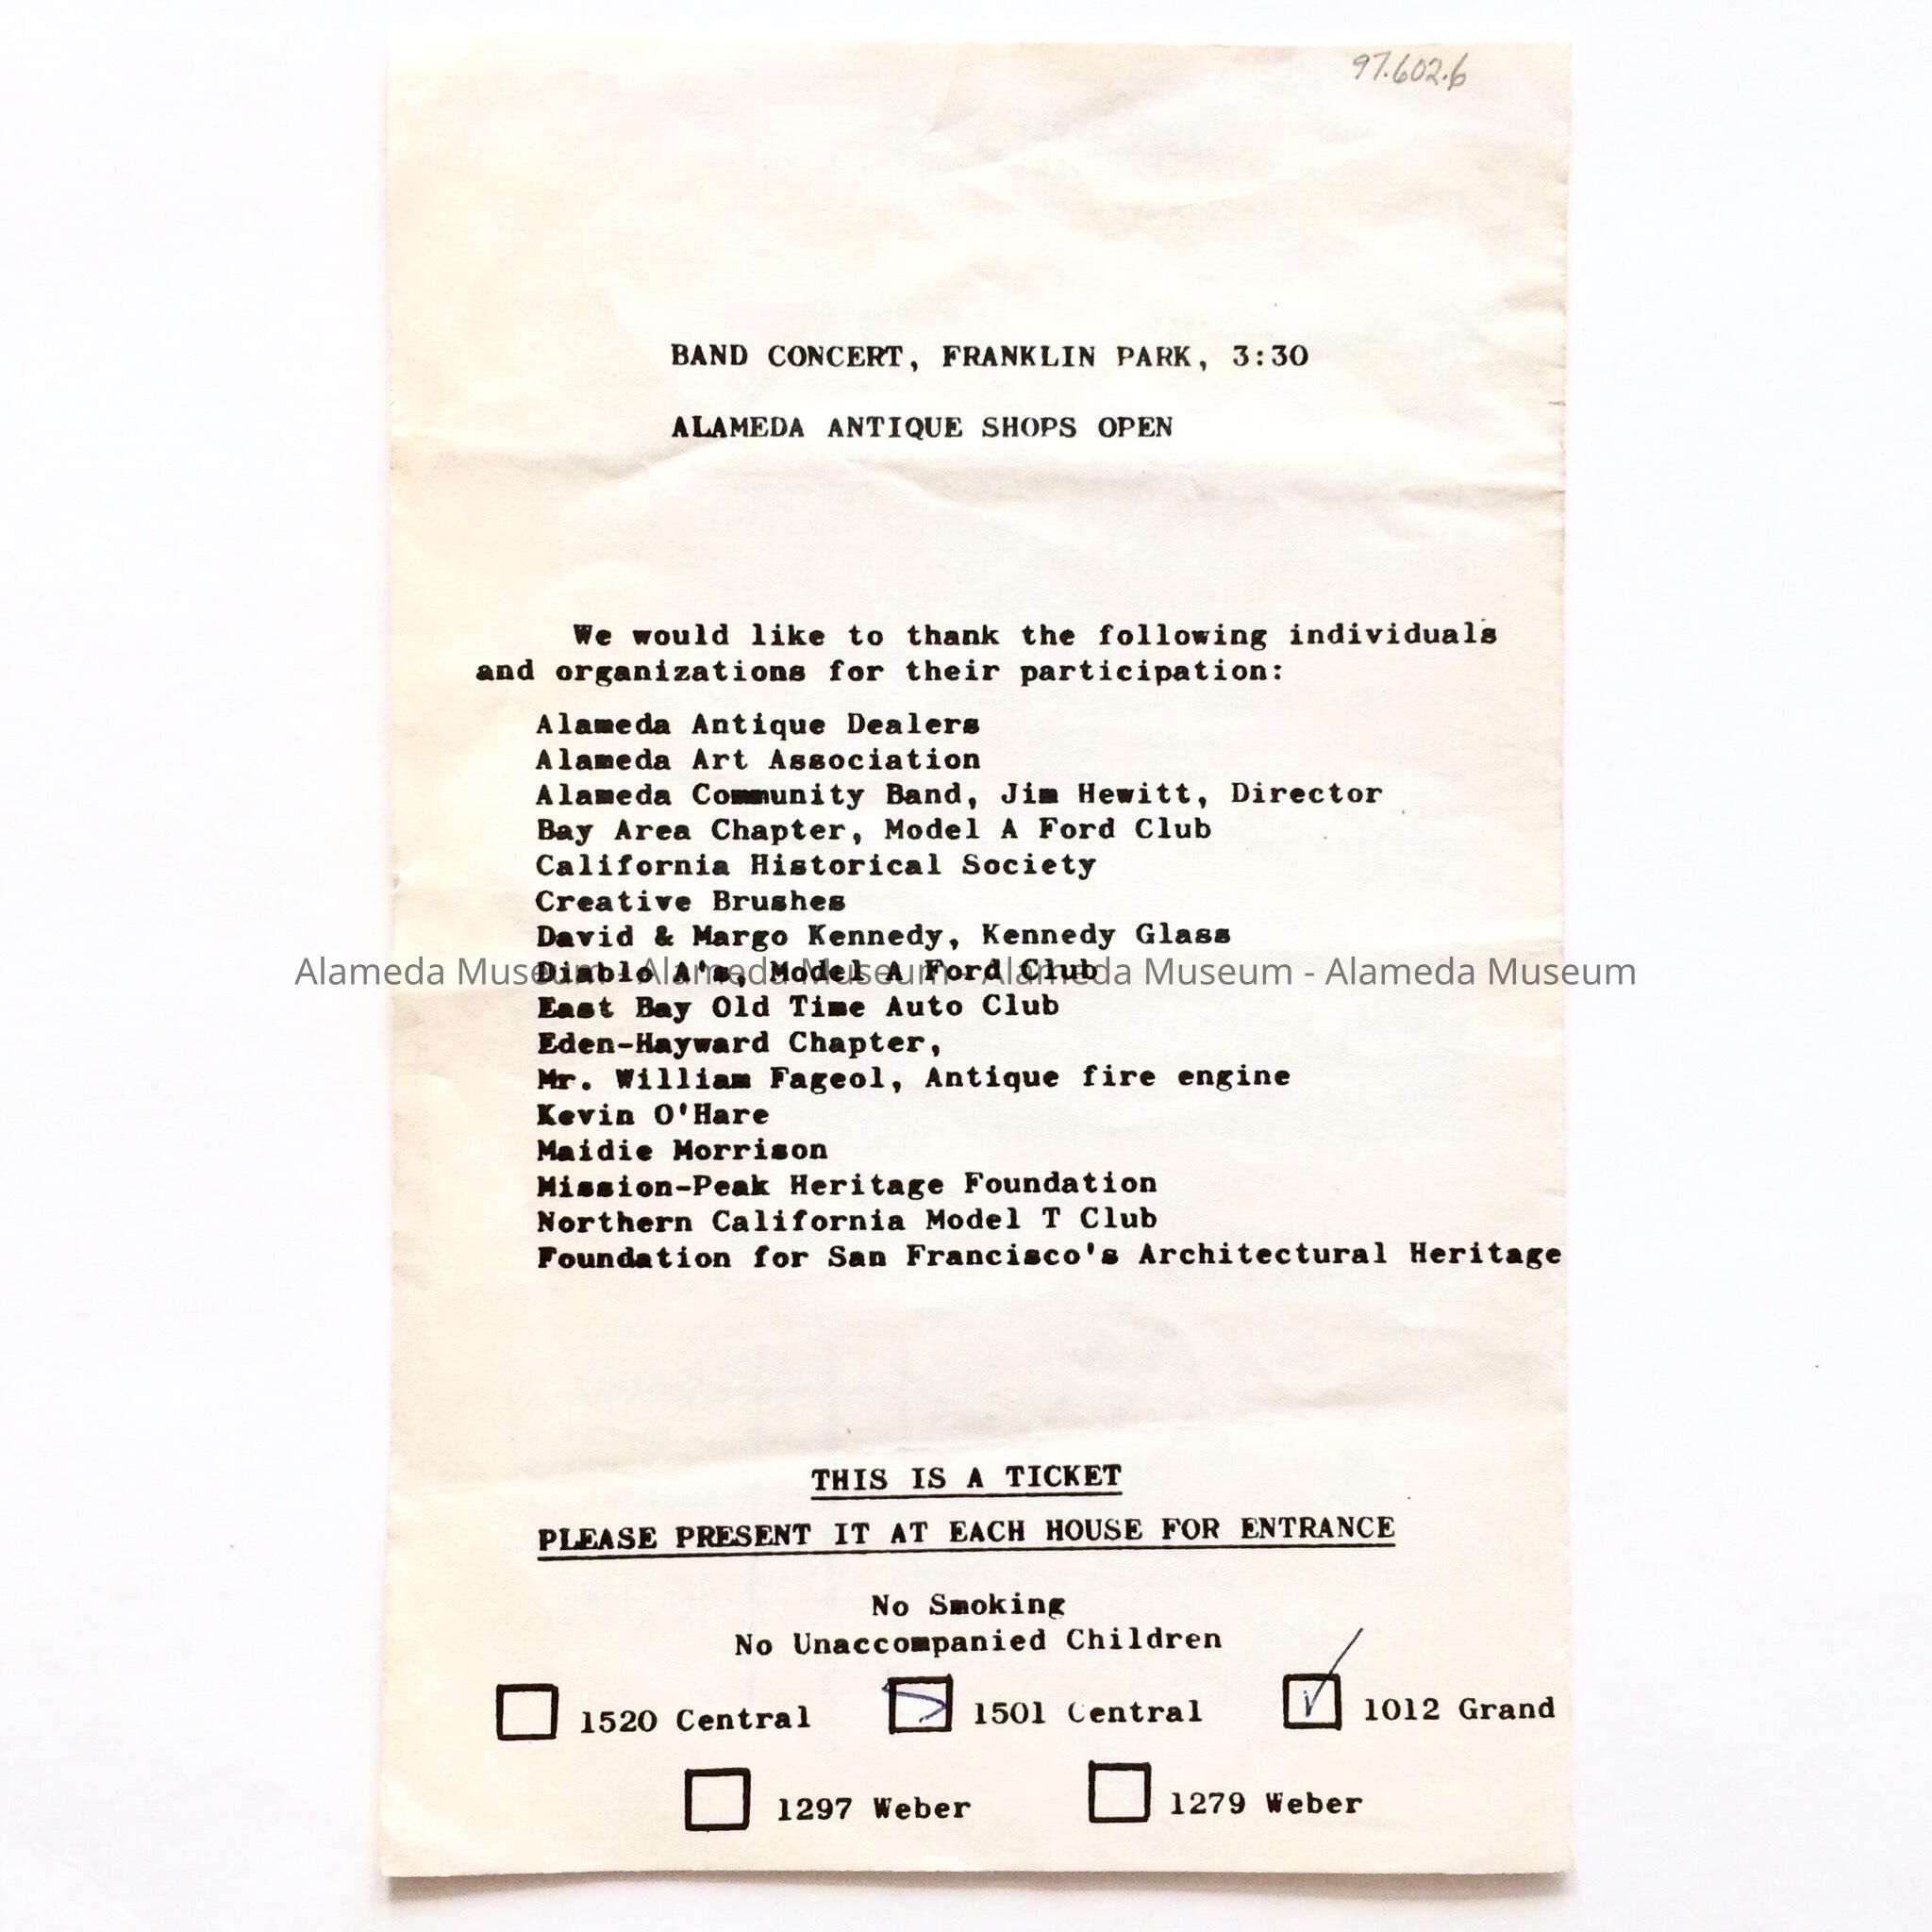 97.602.6
BAND CONCERT, FRANKLIN PARK, 3:30
ALAMEDA ANTIQUE SHOPS OPEN
We would like to thank the following individuals
and organizations for their participation:
Alameda Antique Dealers
Alameda Art Association
Alameda Community Band, Jim Hewitt, Director
Bay Area Chapter, Model A Ford Club
California Historical Society
Creative Brushes
David & Margo Kennedy, Kennedy Glass
Diablo A's, Model A Ford Club
Alameda Museum - Alameda Museum - Alameda Museum - Alameda Museum
East Bay Old Time Auto Club
Eden-Hayward Chapter,
Mr. William Fageol, Antique fire engine
Kevin O'Hare
Maidie Morrison
Mission-Peak Heritage Foundation
Northern California Model T Club
Foundation for San Francisco's Architectural Heritage
THIS IS A TICKET
PLEASE PRESENT IT AT EACH HOUSE FOR ENTRANCE
No Smoking
No Unaccompanied Children
1520 Central 1501 Central 1012 Grand
1297 Weber 1279 Weber